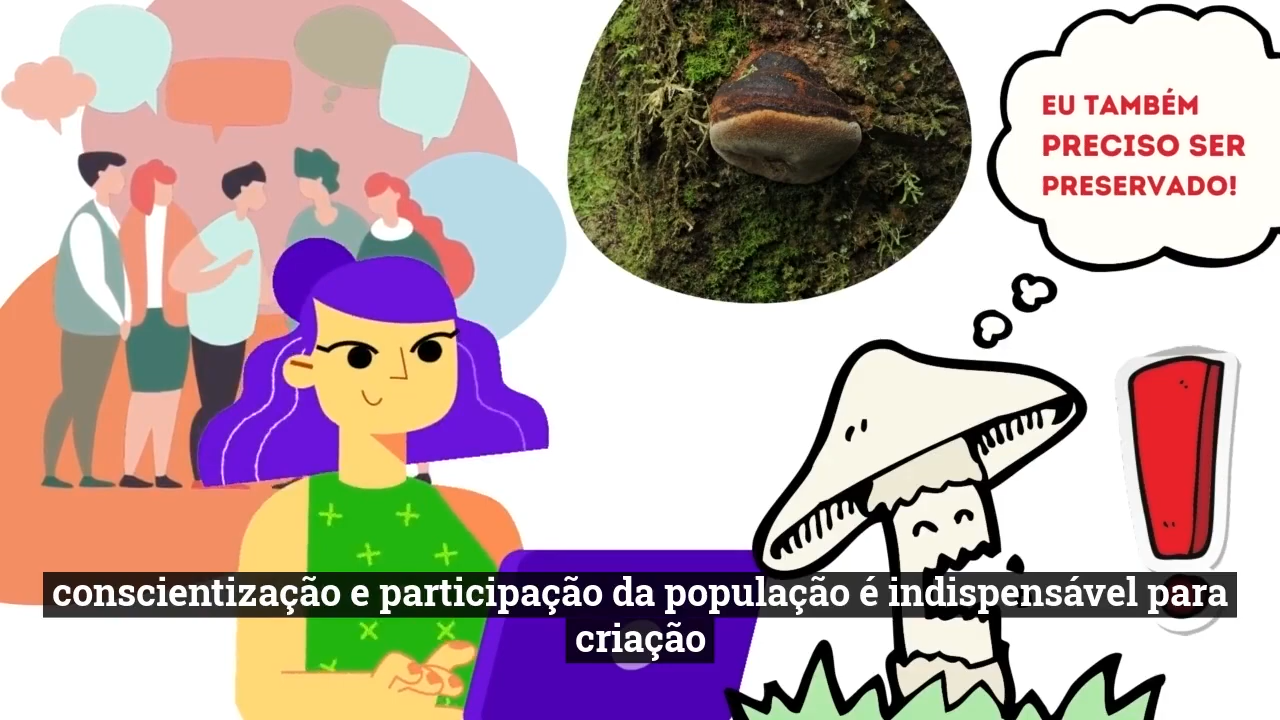 EU TAMBÉM
PRECISO SER
PRESERVADO!
conscientização e participação da população é indispensável para
criação